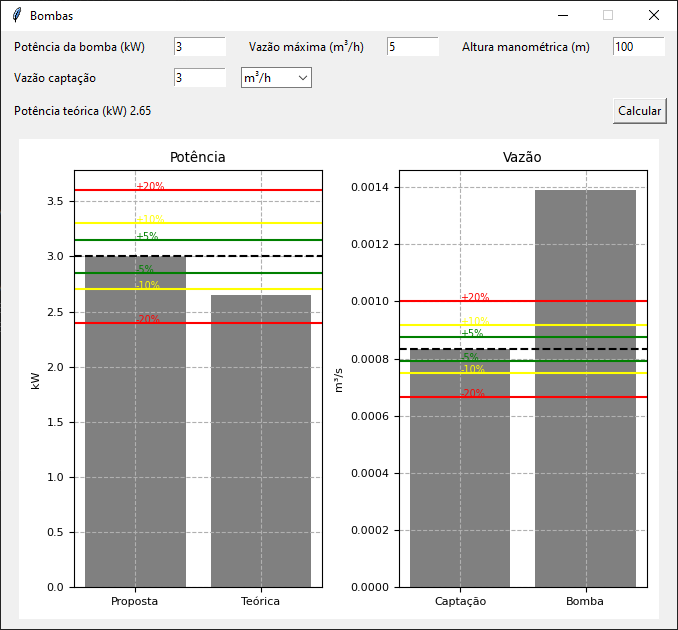 Bombas
Potência da bomba (kW) 3 Vazão máxima (m³/h) 5 Altura manométrica (m) 100
Vazão captação 3 m³/h
Potência teórica (kW) 2.65 Calcular
Potência
kW
3.5
3.0
2.5
2.0
1.5
1.0
0.5
0.0
+20%
+10%
+5%
-5%
-10%
-20%
Proposta Teórica
Vazão
m³/s
0.0014
0.0012
0.0010
0.0008
0.0006
0.0004
0.0002
0.0000
+20%
+10%
+5%
-5%
-10%
-20%
Captação Bomba